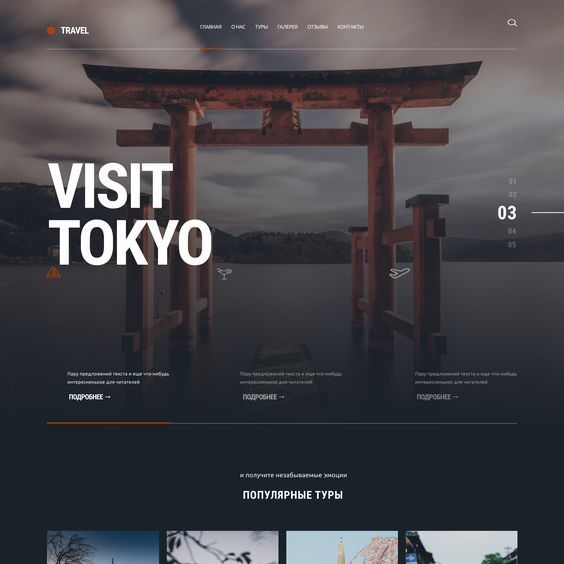 TRAVEL
ГЛАВНАЯ О НАС ТУРЫ ГАЛЕРЕЯ ОТЗЫВЫ КОНТАКТЫ
VISIT
TOKYO
01
02
03
04
05
Пару предложений текста и еще что-нибудь
интересненькое для читателей
ПОДРОБНЕЕ →
Пару предложений текста и еще что-нибудь
интересненькое для читателей
ПОДРОБНЕЕ →
Пару предложений текста и еще что-нибудь
интересненькое для читателей
ПОДРОБНЕЕ →
и получите незабываемые эмоции
ПОПУЛЯРНЫЕ ТУРЫ